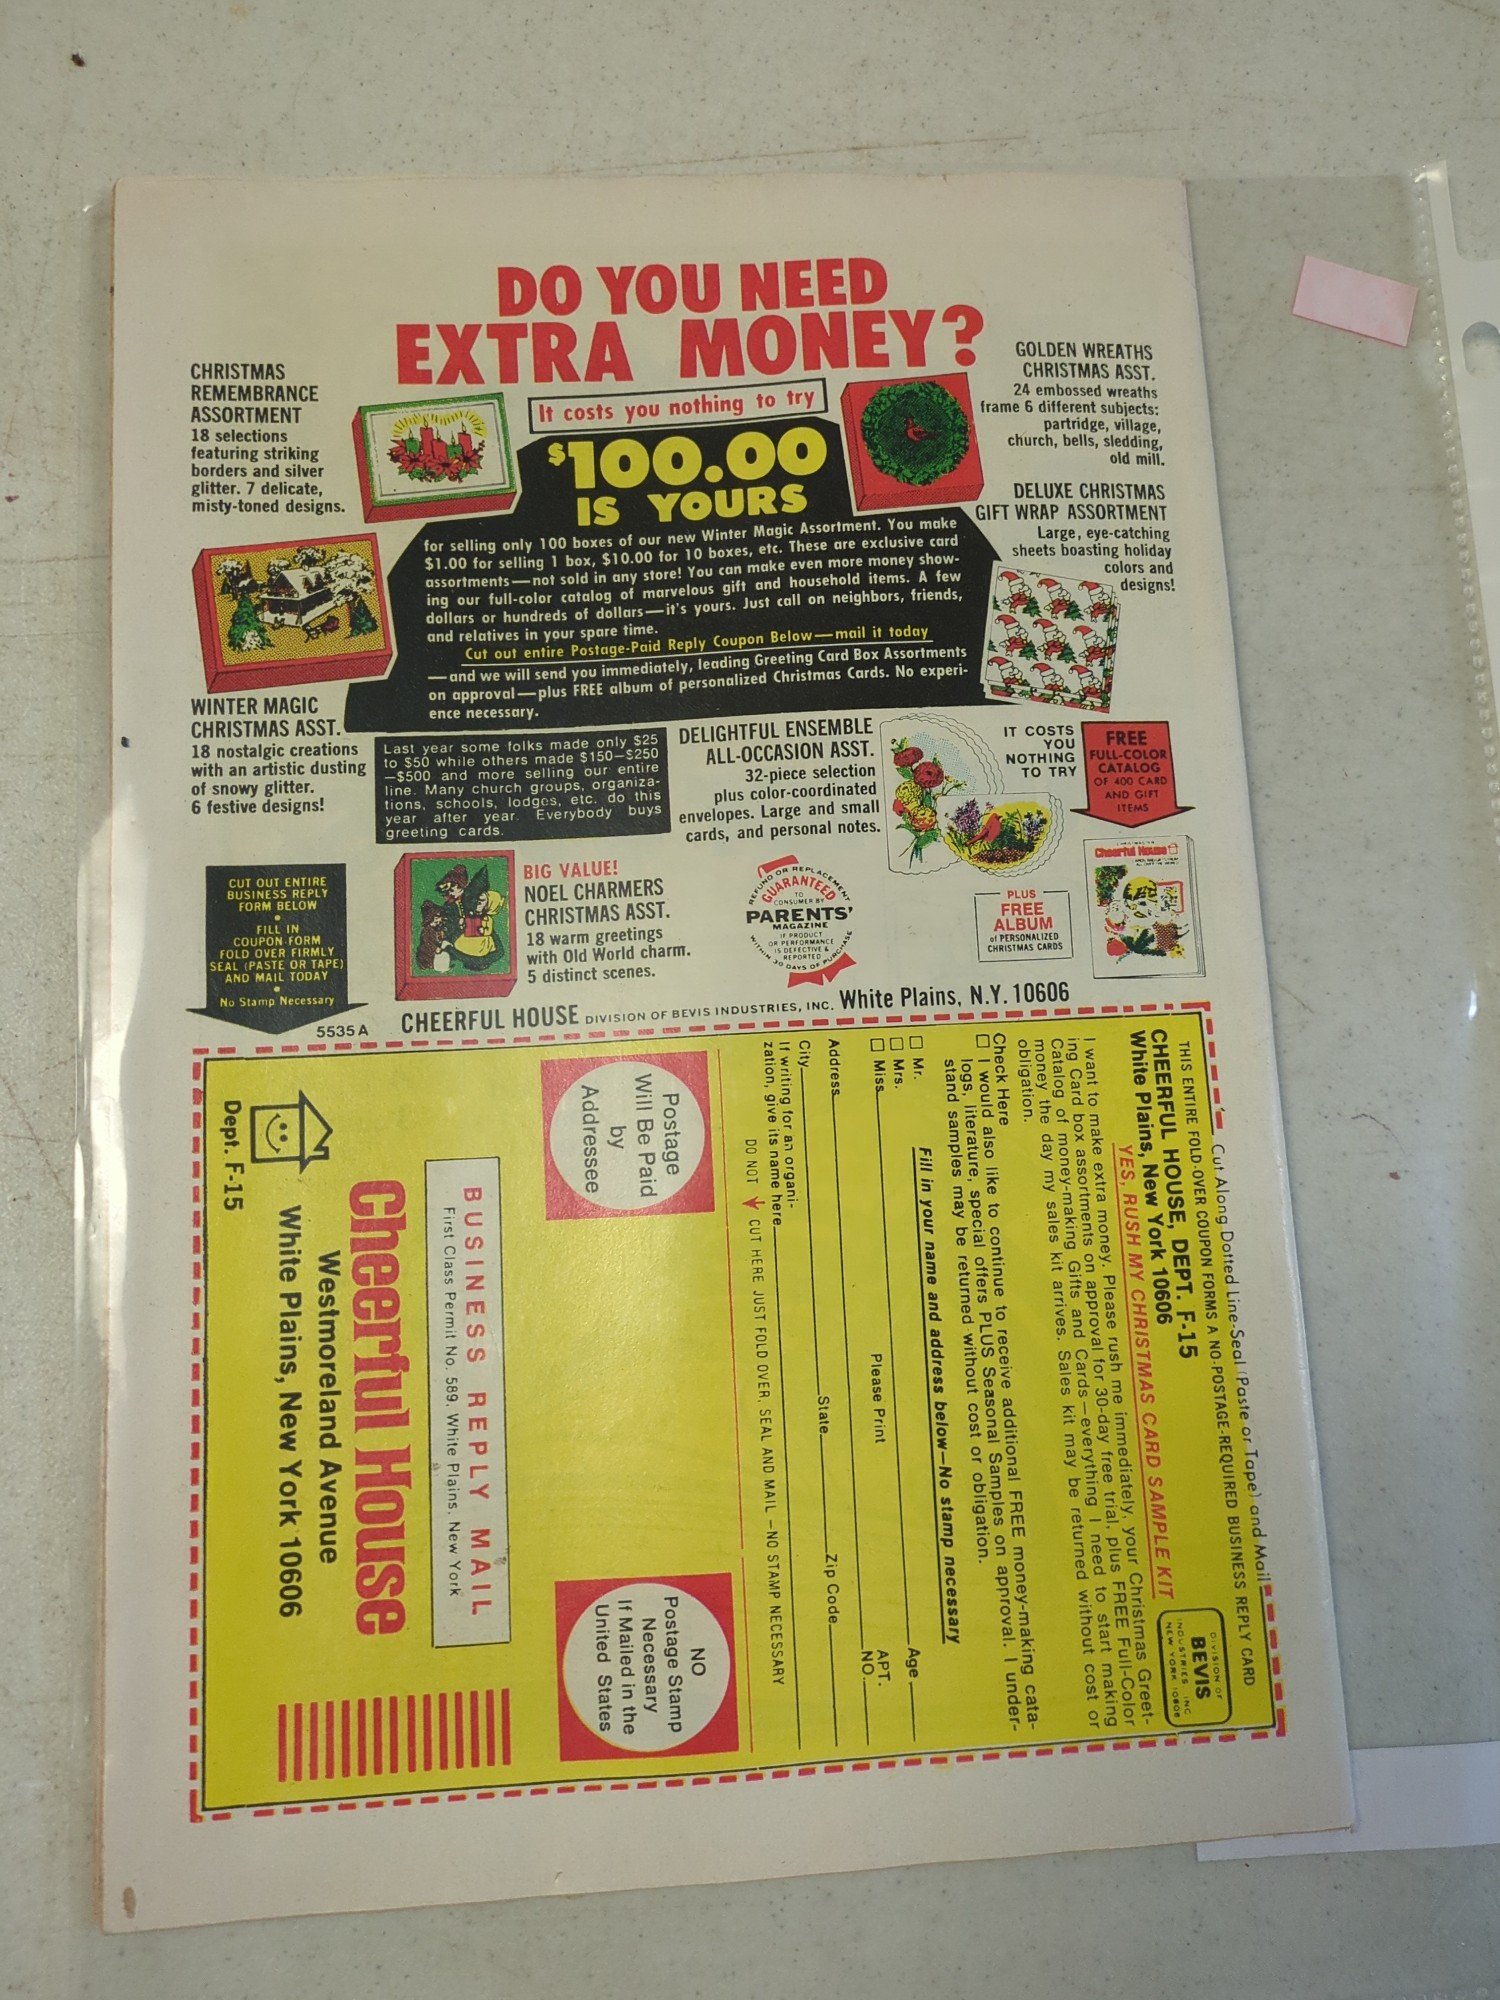 DO YOU NEED
EXTRA MONEY?
It costs you nothing to try
$100.00
IS YOURS
for selling only 100 boxes of our new Winter Magic Assortment. You make
$1.00 for selling 1 box, $10.00 for 10 boxes, etc. These are exclusive card
assortments—not sold in any store! You can make even more money show-
ing our full-color catalog of marvelous gift and household items. A few
dollars or hundreds of dollars—it's yours. Just call on neighbors, friends,
and relatives in your spare time.
Cut out entire Postage-Paid Reply Coupon Below—mail it today
—and we will send you immediately, leading Greeting Card Box Assortments
on approval—plus FREE album of personalized Christmas Cards. No experi-
ence necessary.
CHRISTMAS
REMEMBRANCE
ASSORTMENT
18 selections
featuring striking
borders and silver
glitter. 7 delicate,
misty-toned designs.
GOLDEN WREATHS
CHRISTMAS ASST.
24 embossed wreaths
frame 6 different subjects:
partridge, village,
church, bells, sledding,
old mill.
DELUXE CHRISTMAS
GIFT WRAP ASSORTMENT
Large, eye-catching
sheets boasting holiday
colors and
designs!
WINTER MAGIC
CHRISTMAS ASST.
18 nostalgic creations
with an artistic dusting
of snowy glitter.
6 festive designs!
Last year some folks made only $25
to $50 while others made $150–$250
–$500 and more selling our entire
line. Many church groups, organiza-
tions, schools, lodges, etc. do this
year after year. Everybody buys
greeting cards.
DELIGHTFUL ENSEMBLE
ALL-OCCASION ASST.
32-piece selection
plus color-coordinated
envelopes. Large and small
cards, and personal notes.
IT COSTS
YOU
NOTHING
TO TRY
FREE
FULL-COLOR
CATALOG
OF 400 CARD
AND GIFT
ITEMS
Cheerful House
CUT OUT ENTIRE
BUSINESS REPLY
FORM BELOW
•
FILL IN
COUPON FORM
FOLD OVER FIRMLY
SEAL (PASTE OR TAPE)
AND MAIL TODAY
•
No Stamp Necessary
5535 A
BIG VALUE!
NOEL CHARMERS
CHRISTMAS ASST.
18 warm greetings
with Old World charm.
5 distinct scenes.
REFUND OR REPLACEMENT
GUARANTEED
TO
CONSUMER BY
PARENTS'
MAGAZINE
IF PRODUCT
OR PERFORMANCE
IS DEFECTIVE &
REPORTED
WITHIN 30 DAYS OF PURCHASE
PLUS
FREE
ALBUM
of PERSONALIZED
CHRISTMAS CARDS
CHEERFUL HOUSE DIVISION OF BEVIS INDUSTRIES, INC. White Plains, N.Y. 10606
Cut Along Dotted Line-Seal (Paste or Tape) and Mail
THIS ENTIRE FOLD-OVER COUPON FORMS A NO-POSTAGE-REQUIRED BUSINESS REPLY CARD
CHEERFUL HOUSE, DEPT. F-15
White Plains, New York 10606
DIVISION OF
BEVIS
INDUSTRIES INC
NEW YORK 10606
YES, RUSH MY CHRISTMAS CARD SAMPLE KIT
I want to make extra money. Please rush me immediately, your Christmas Greet-
ing Card box assortments on approval for 30-day free trial, plus FREE Full-Color
Catalog of money-making Gifts and Cards—everything I need to start making
money the day my sales kit arrives. Sales kit may be returned without cost or
obligation.
Check Here
I would also like to continue to receive additional FREE money-making cata-
logs, literature, special offers PLUS Seasonal Samples on approval. I under-
stand samples may be returned without cost or obligation.
Fill in your name and address below—No stamp necessary
Mr.
Mrs.
Miss
Please Print
Age
Address
APT.
NO.
City
State
Zip Code
If writing for an organi-
zation, give its name here
DO NOT CUT HERE JUST FOLD OVER, SEAL AND MAIL —NO STAMP NECESSARY
Postage
Will Be Paid
by
Addressee
NO
Postage Stamp
Necessary
If Mailed in the
United States
BUSINESS REPLY MAIL
First Class Permit No. 589, White Plains, New York
Cheerful House
Westmoreland Avenue
White Plains, New York 10606
Dept. F-15